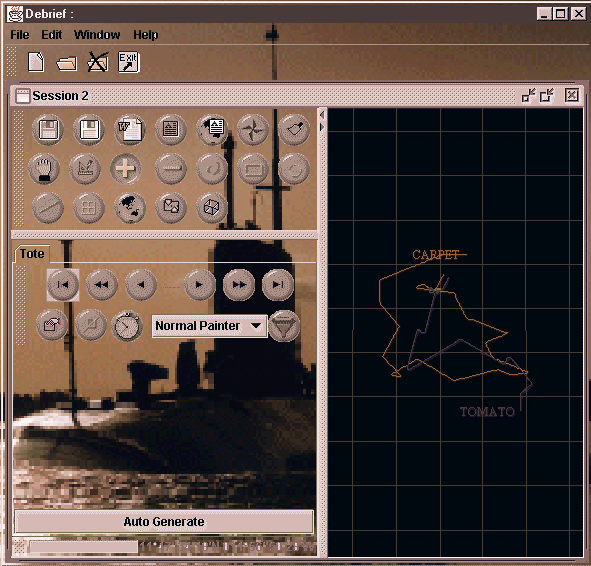 Debrief :
File Edit Window Help
Exit
Session 2
W
CARPET
Tote
Normal Painter
TOMATO
Auto Generate